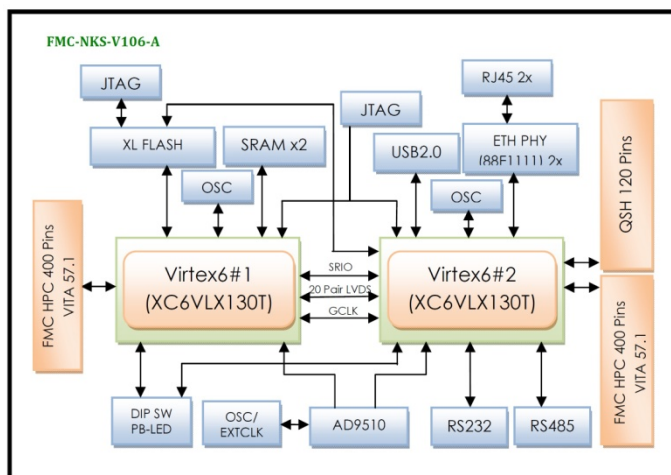 FMC-NKS-V106-A
JTAG
XL FLASH
SRAM x2
OSC
JTAG
USB2.0
RJ45 2x
ETH PHY
(88E1111) 2x
OSC
QSH 120 Pins
FMC HPC 400 Pins
VITA 57.1
Virtex6#1
(XC6VLX130T)
SRIO
20 Pair LVDS
GCLK
Virtex6#2
(XC6VLX130T)
FMC HPC 400 Pins
VITA 57.1
DIP SW
PB-LED
OSC/
EXTCLK
AD9510
RS232
RS485